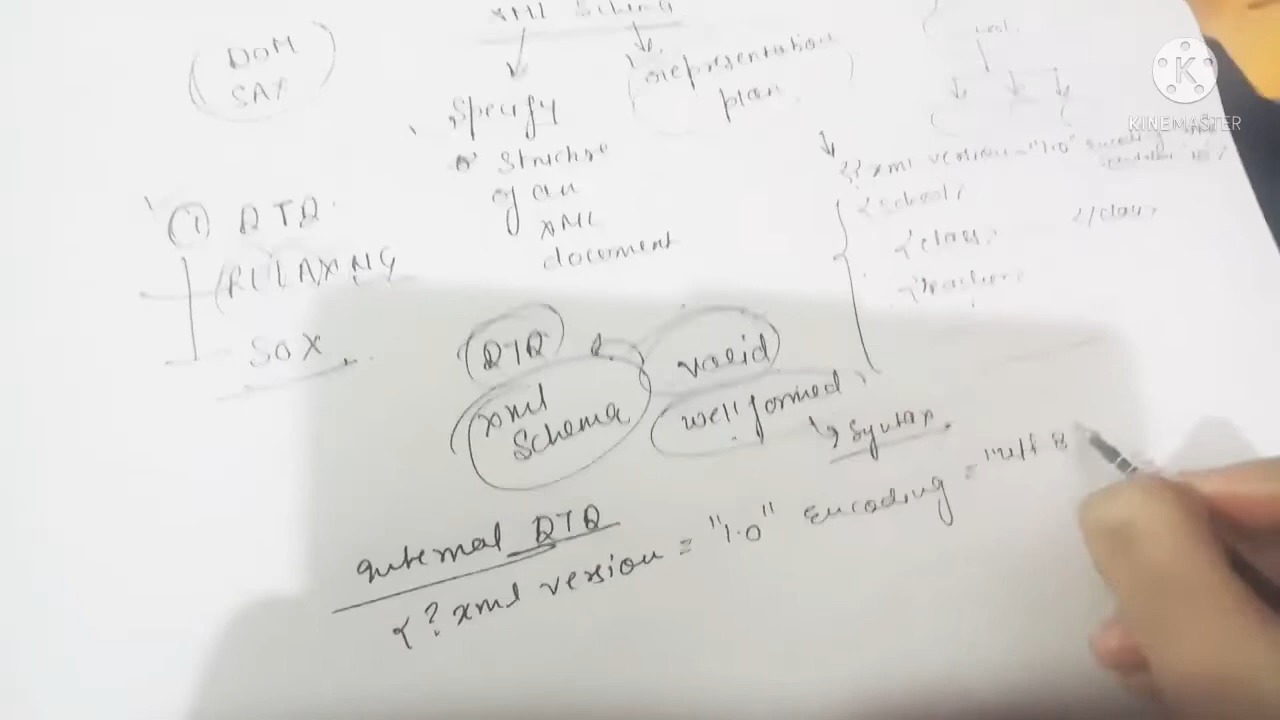 XML Schema
DOM
SAX
representation
plan
Specify
Structure
of an
XML
document
KINEMASTER
<?xml version="1.0" encoding
<school>
<class> </class>
<teacher>
① DTD
RELAXNG
SOX
DTD valid
xml
Schema
well formed
Syntax
Internal DTD
<?xml version = "1.0" encoding = "utf 8